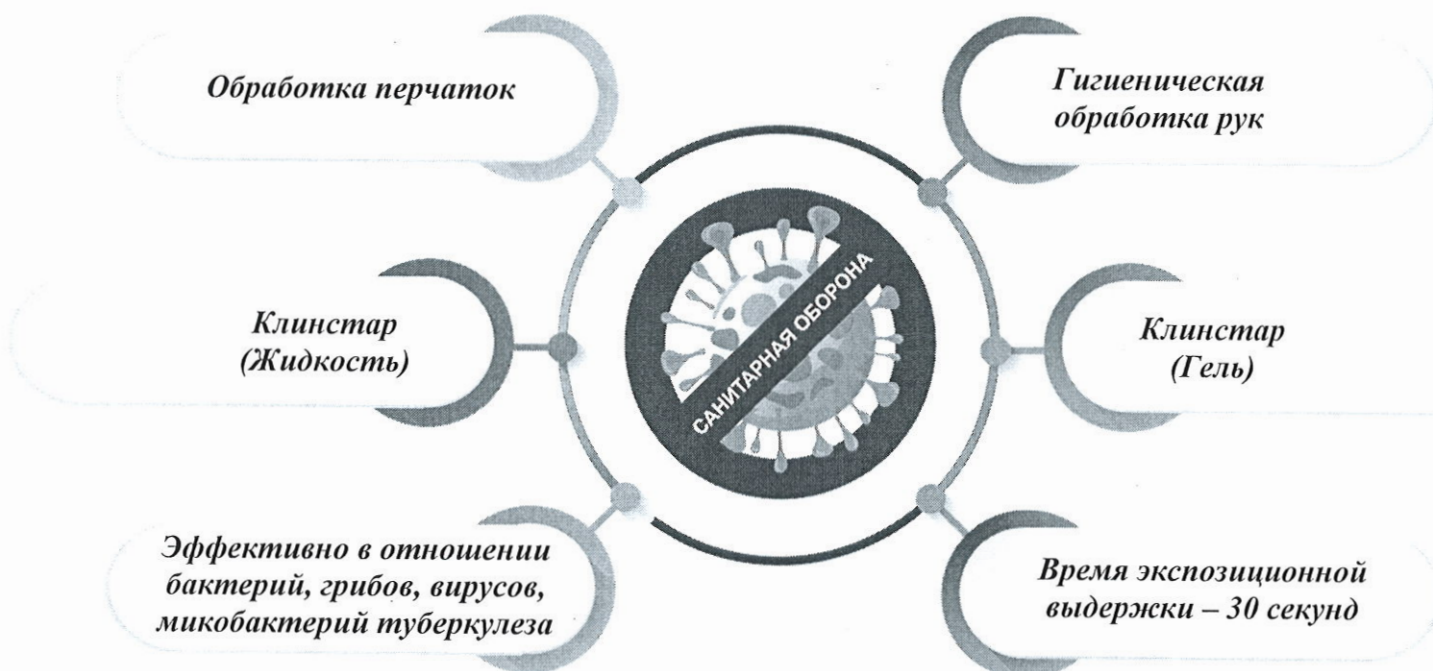 Обработка перчаток
Гигиеническая
обработка рук
САНИТАРНАЯ ОБОРОНА
Клинстар
(Жидкость)
Клинстар
(Гель)
Эффективно в отношении
бактерий, грибов, вирусов,
микобактерий туберкулеза
Время экспозиционной
выдержки – 30 секунд